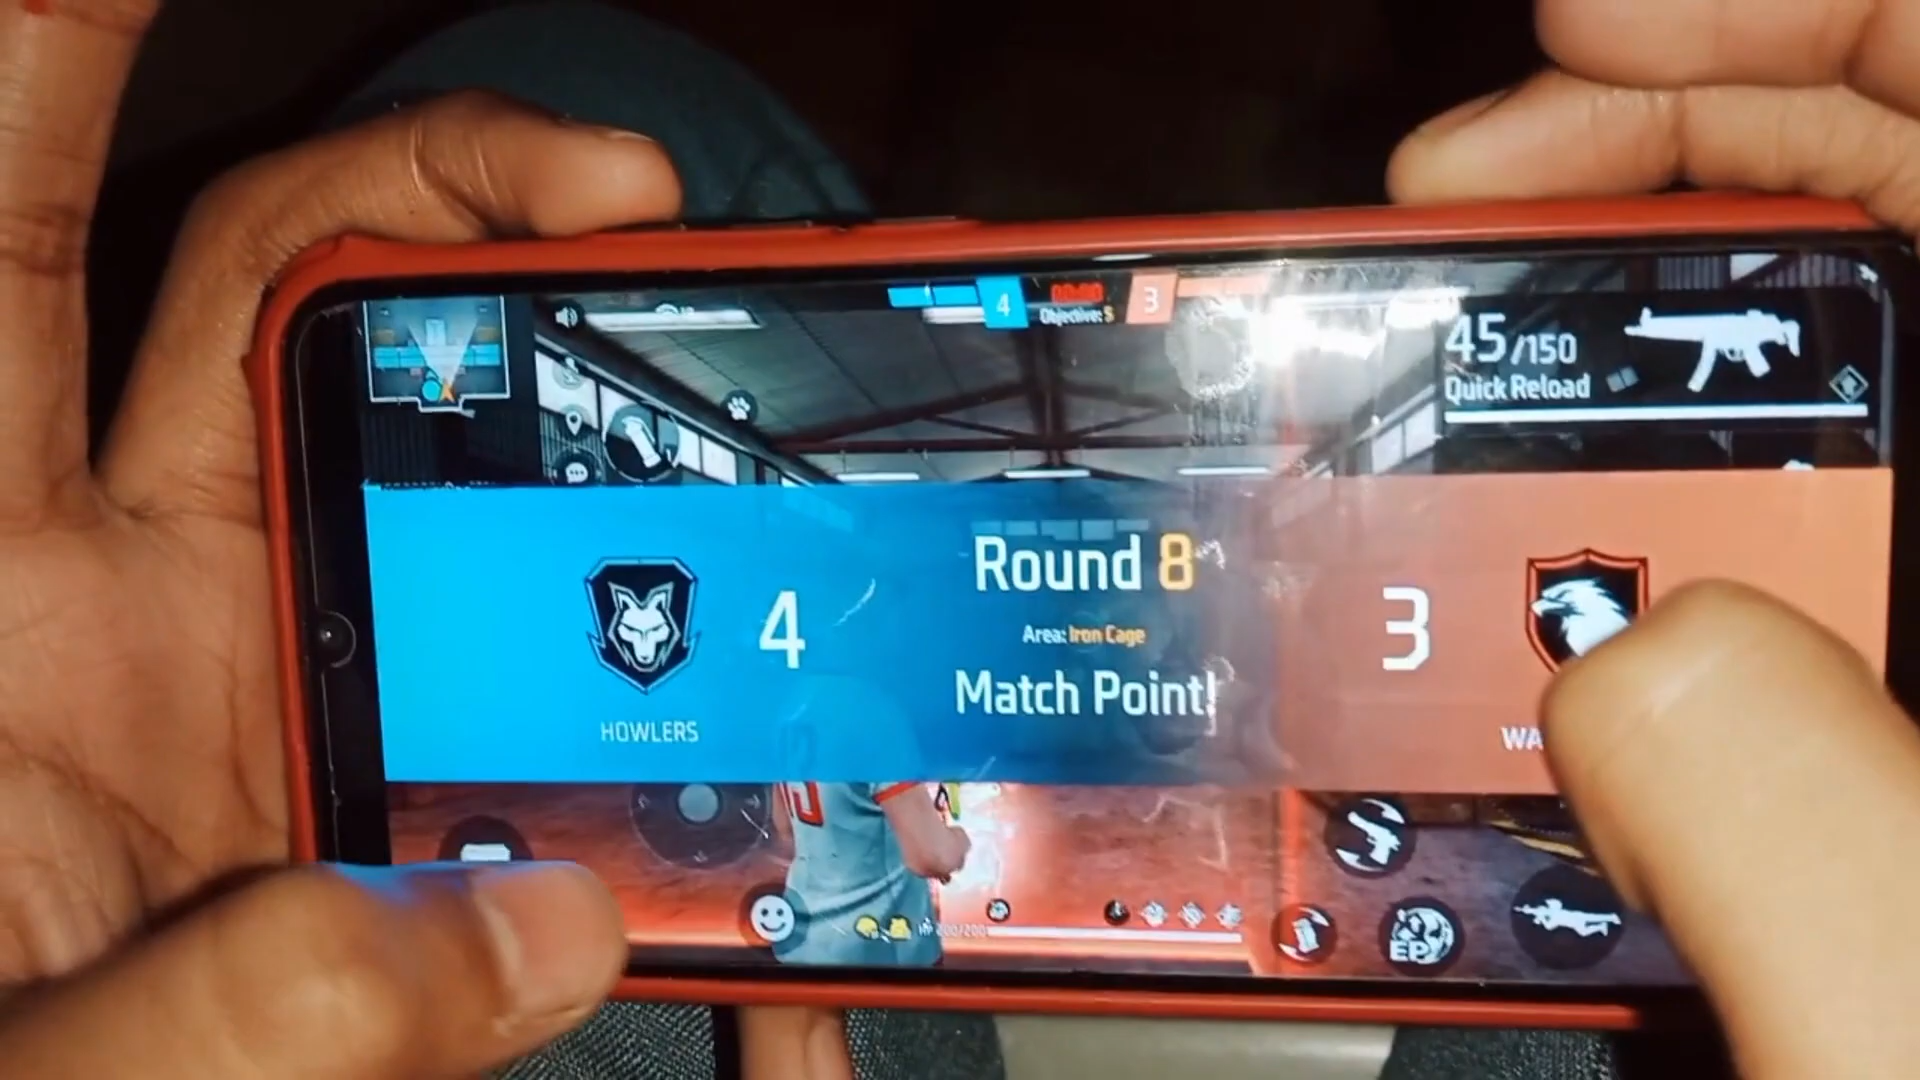 4
Objective: 5
3
45/150
Quick Reload
Round 8
4
Area: Iron Cage
3
Match Point!
HOWLERS
WA
HP 200/200
EP